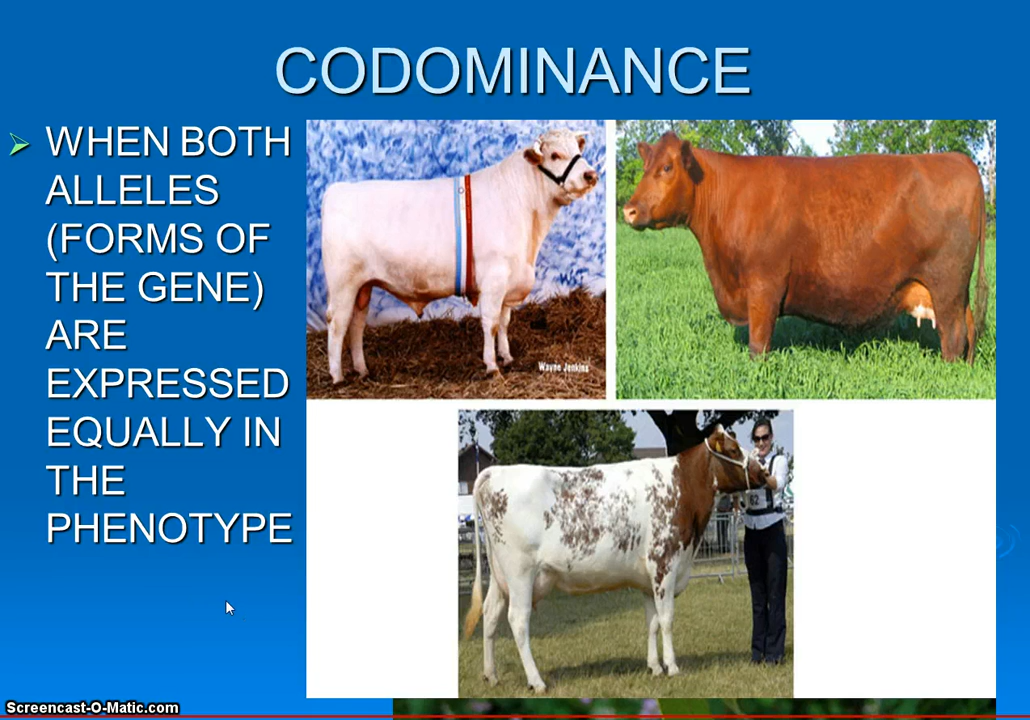 CODOMINANCE
WHEN BOTH
ALLELES
(FORMS OF
THE GENE)
ARE
EXPRESSED
EQUALLY IN
THE
PHENOTYPE
Wayne Jenkins
Screencast-O-Matic.com